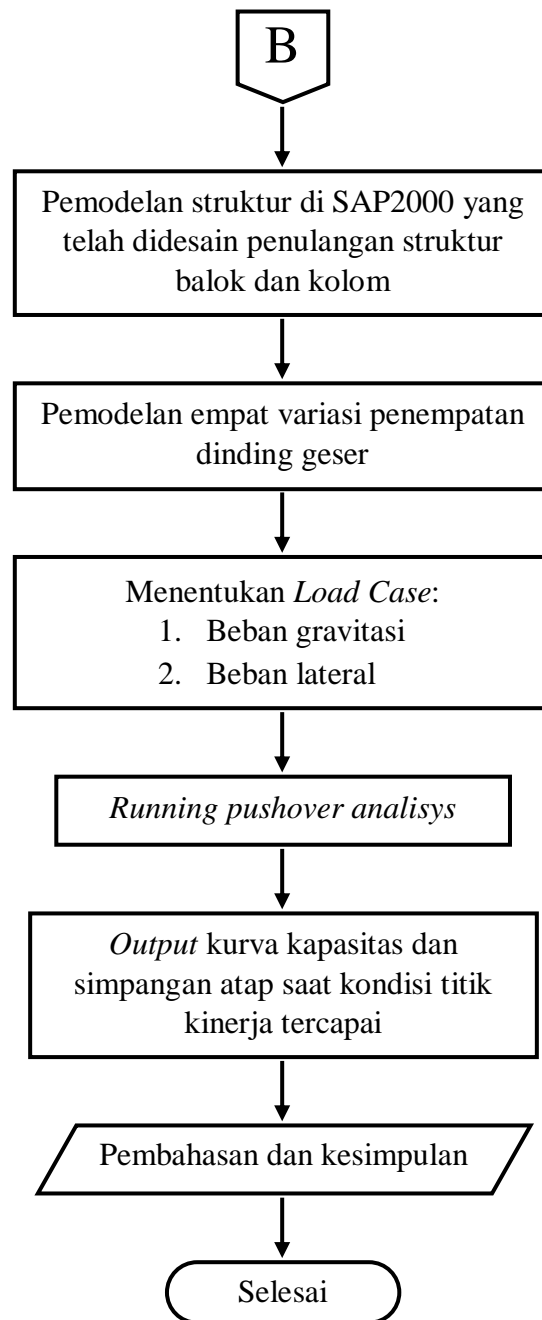 B
Pemodelan struktur di SAP2000 yang
telah didesain penulangan struktur
balok dan kolom
Pemodelan empat variasi penempatan
dinding geser
Menentukan Load Case:
1. Beban gravitasi
2. Beban lateral
Running pushover analisys
Output kurva kapasitas dan
simpangan atap saat kondisi titik
kinerja tercapai
Pembahasan dan kesimpulan
Selesai